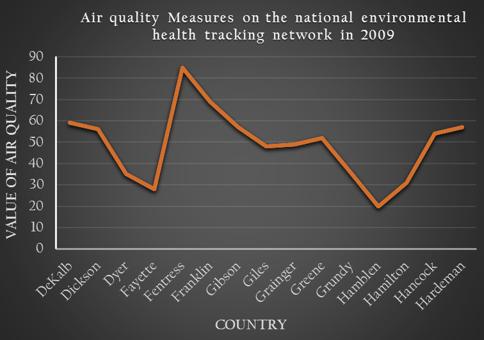 Air quality Measures on the national environmental
health tracking network in 2009
VALUE OF AIR QUALITY
90
80
70
60
50
40
30
20
10
0
DeKalb
Dickson
Dyer
Fayette
Fentress
Franklin
Gibson
Giles
Grainger
Greene
Grundy
Hamblen
Hamilton
Hancock
Hardeman
COUNTRY